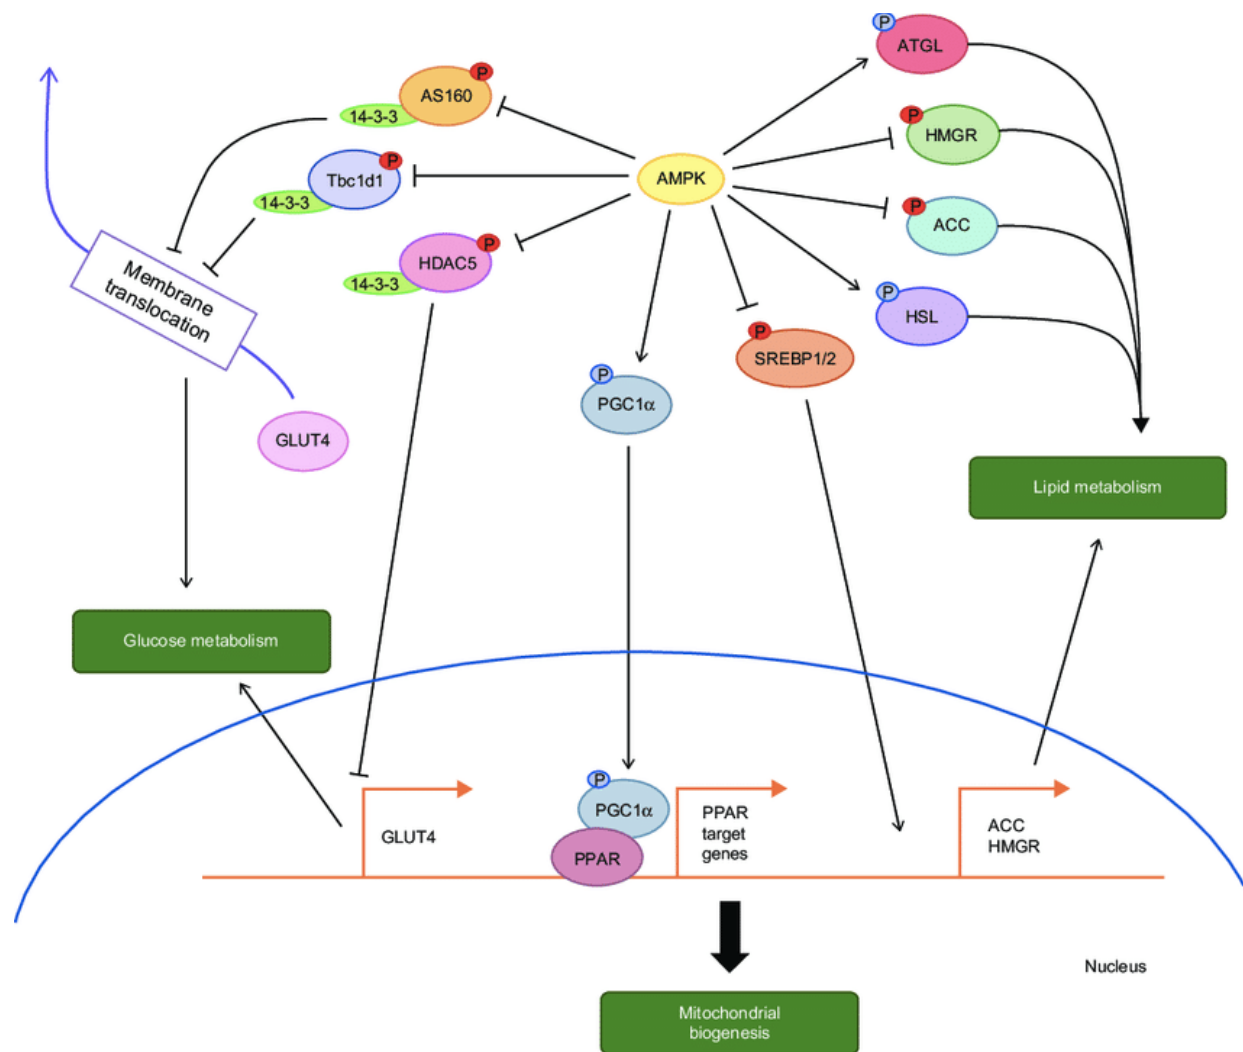 P
ATGL
P
AS160
14-3-3
P
HMGR
P
Tbc1d1
14-3-3
AMPK
P
ACC
P
HDAC5
14-3-3
P
HSL
Membrane
translocation
P
SREBP1/2
P
PGC1α
GLUT4
Lipid metabolism
Glucose metabolism
P
PGC1α
PPAR
GLUT4
PPAR
target
genes
ACC
HMGR
Nucleus
Mitochondrial
biogenesis